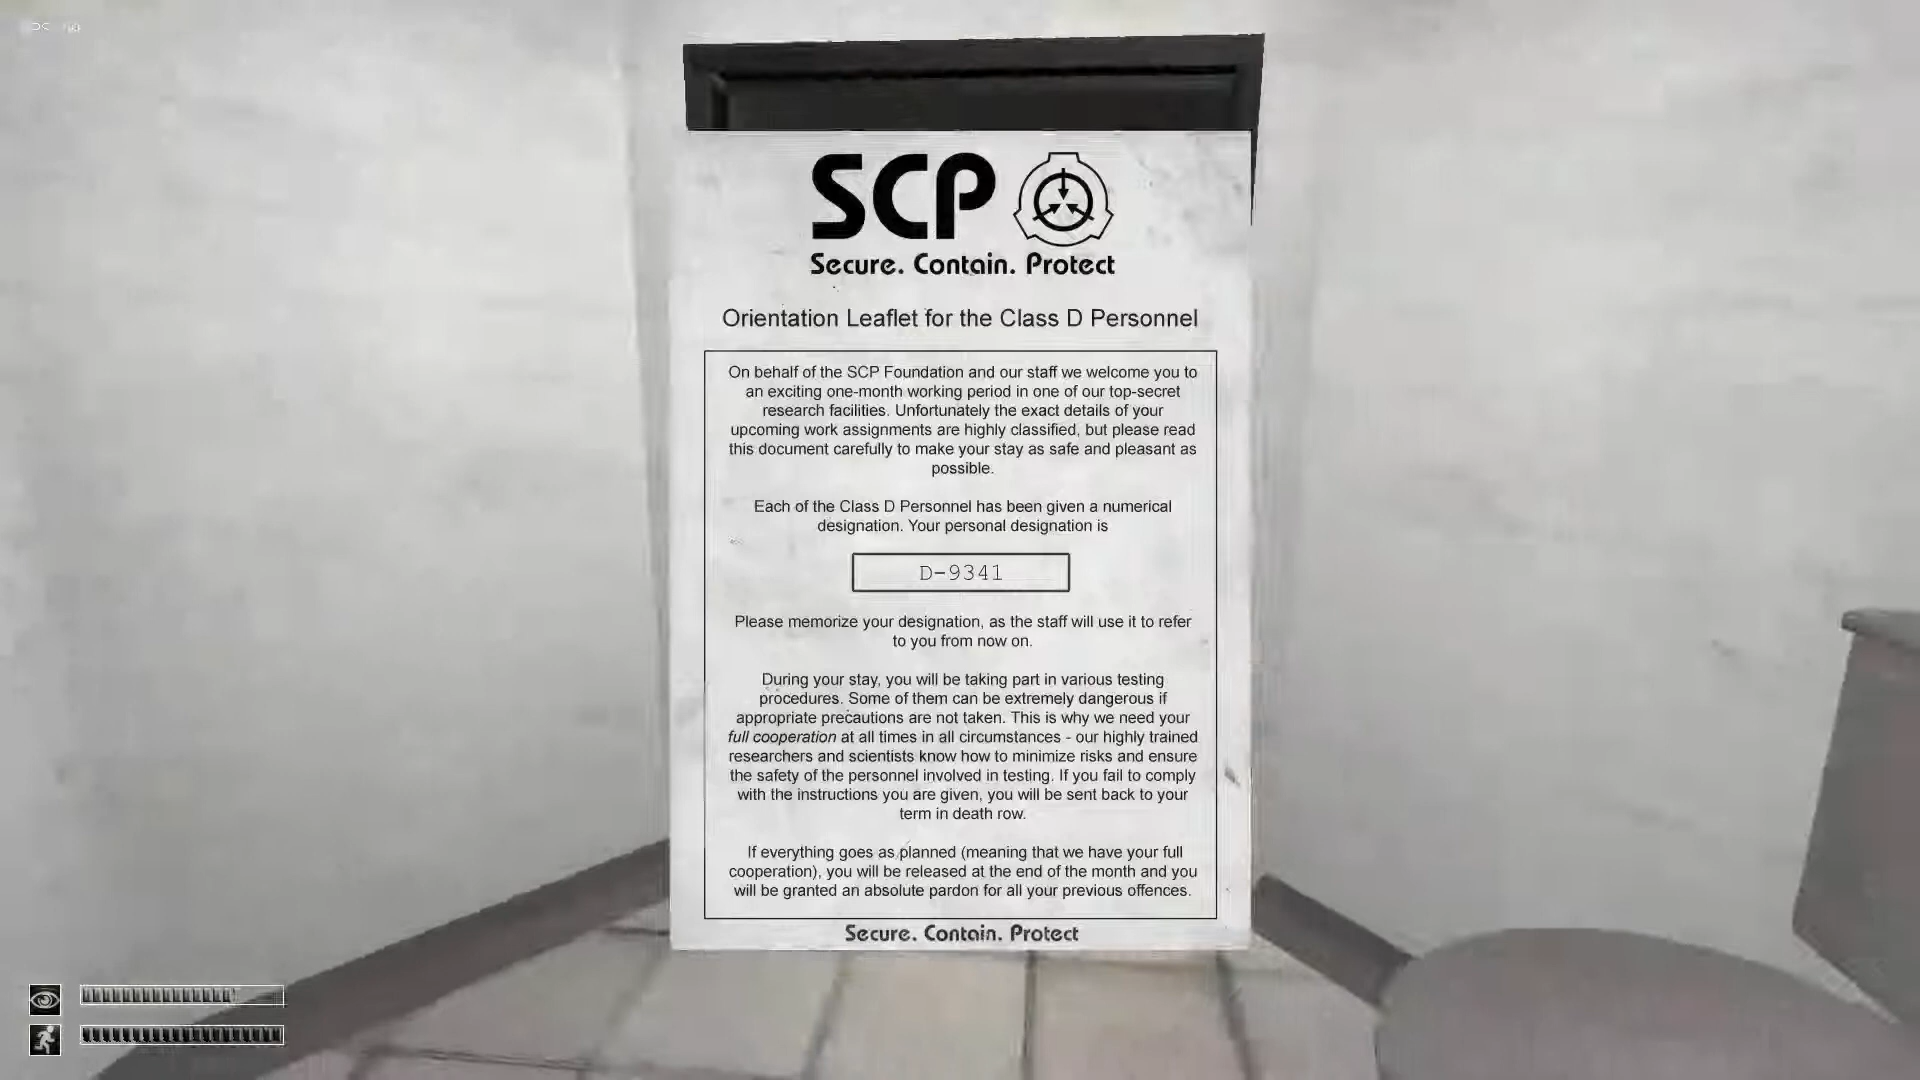 SCP
Secure. Contain. Protect
Orientation Leaflet for the Class D Personnel
On behalf of the SCP Foundation and our staff we welcome you to
an exciting one-month working period in one of our top-secret
research facilities. Unfortunately the exact details of your
upcoming work assignments are highly classified, but please read
this document carefully to make your stay as safe and pleasant as
possible.
Each of the Class D Personnel has been given a numerical
designation. Your personal designation is
D-9341
Please memorize your designation, as the staff will use it to refer
to you from now on.
During your stay, you will be taking part in various testing
procedures. Some of them can be extremely dangerous if
appropriate precautions are not taken. This is why we need your
full cooperation at all times in all circumstances - our highly trained
researchers and scientists know how to minimize risks and ensure
the safety of the personnel involved in testing. If you fail to comply
with the instructions you are given, you will be sent back to your
term in death row.
If everything goes as planned (meaning that we have your full
cooperation), you will be released at the end of the month and you
will be granted an absolute pardon for all your previous offences.
Secure. Contain. Protect